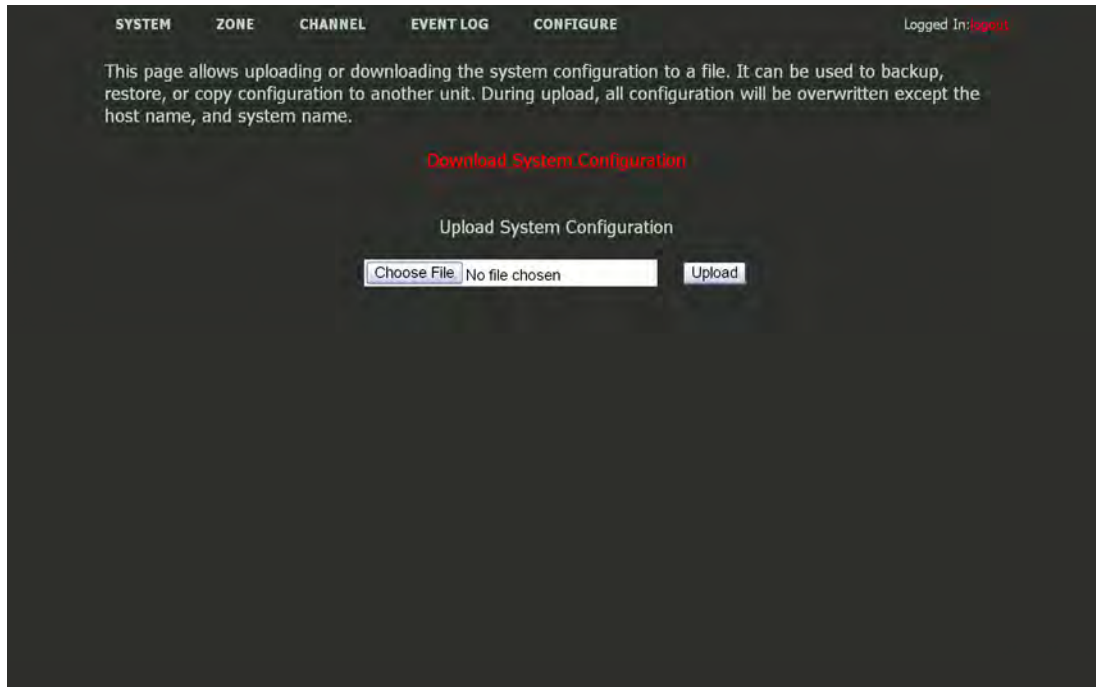 SYSTEM ZONE CHANNEL EVENT LOG CONFIGURE Logged In:logout
This page allows uploading or downloading the system configuration to a file. It can be used to backup,
restore, or copy configuration to another unit. During upload, all configuration will be overwritten except the
host name, and system name.
Download System Configuration
Upload System Configuration
Choose File No file chosen Upload